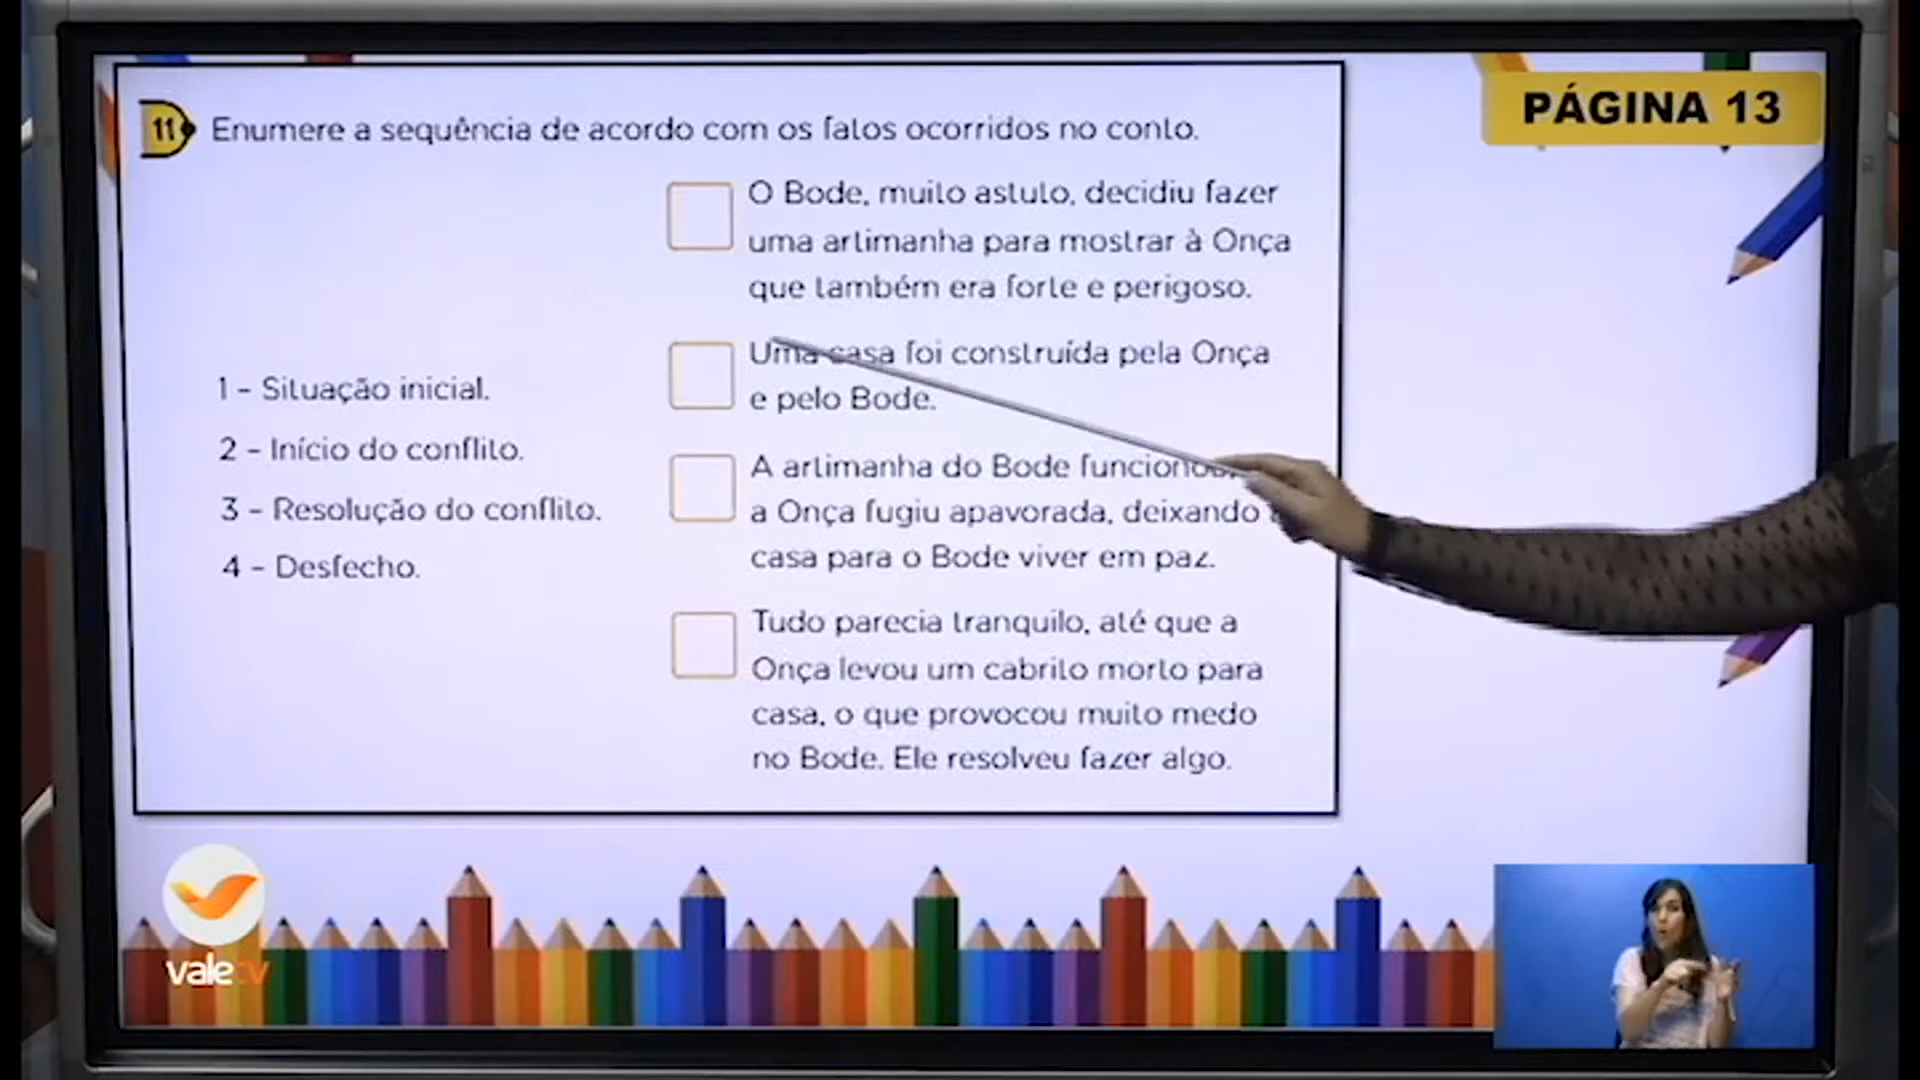 PÁGINA 13
11 Enumere a sequência de acordo com os fatos ocorridos no conto.
O Bode, muito astuto, decidiu fazer
uma artimanha para mostrar à Onça
que também era forte e perigoso.
Uma casa foi construída pela Onça
e pelo Bode.
A artimanha do Bode funcionou,
a Onça fugiu apavorada, deixando
casa para o Bode viver em paz.
Tudo parecia tranquilo, até que a
Onça levou um cabrito morto para
casa, o que provocou muito medo
no Bode. Ele resolveu fazer algo.
1 - Situação inicial.
2 - Início do conflito.
3 - Resolução do conflito.
4 - Desfecho.
valetv